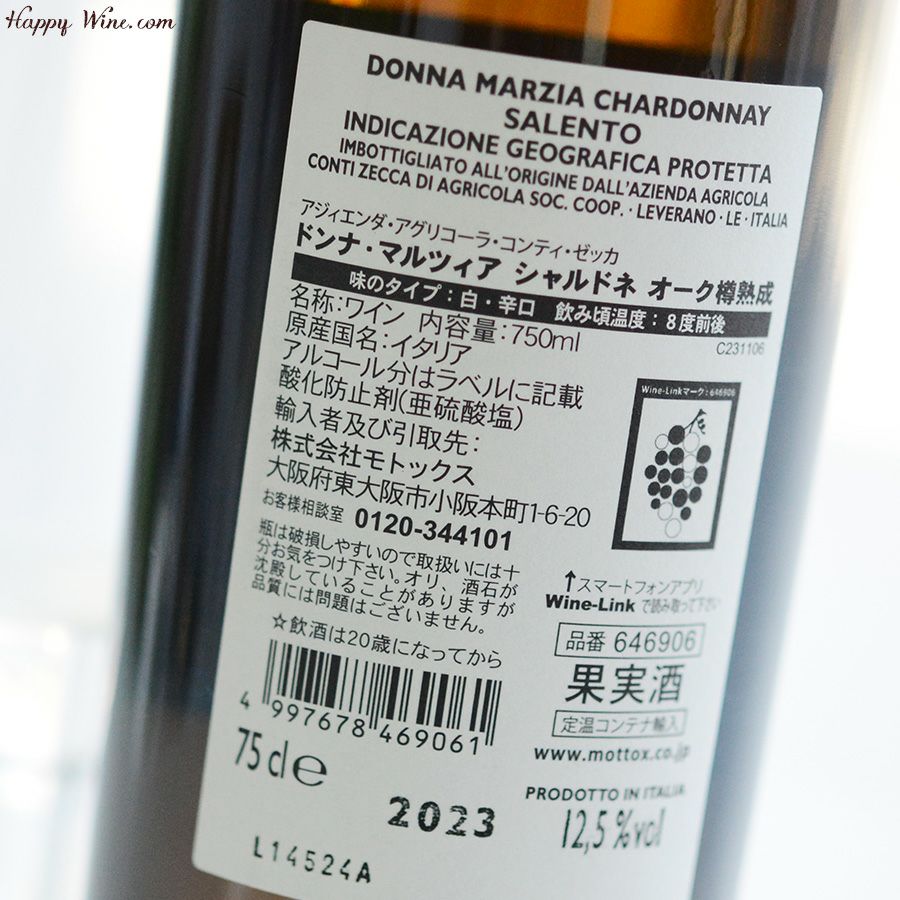 Happy Wine.com
DONNA MARZIA CHARDONNAY
SALENTO
INDICAZIONE GEOGRAFICA PROTETTA
IMBOTTIGLIATO ALL'ORIGINE DALL'AZIENDA AGRICOLA
CONTI ZECCA DI AGRICOLA SOC. COOP. · LEVERANO · LE · ITALIA
アジィエンダ・アグリコーラ・コンティ・ゼッカ
ドンナ・マルツィア シャルドネ オーク樽熟成
味のタイプ:白・辛口 飲み頃温度:8度前後
C231106
名称:ワイン 内容量:750ml
原産国名:イタリア
アルコール分はラベルに記載
酸化防止剤(亜硫酸塩)
輸入者及び引取先:
株式会社モトックス
大阪府東大阪市小阪本町1-6-20
お客様相談室 0120-344101
瓶は破損しやすいので取扱いには十
分お気をつけ下さい。オリ、酒石が
沈殿していることがありますが
品質には問題はございません。
☆飲酒は20歳になってから
4 997678 469061
75 cl e
2023
L14524A
Wine-Linkマーク:646906
↑スマートフォンアプリ
Wine-Link で読み取って下さい
品番 646906
果実酒
定温コンテナ輸入
www.mottox.co.jp
PRODOTTO IN ITALIA
12,5 %vol